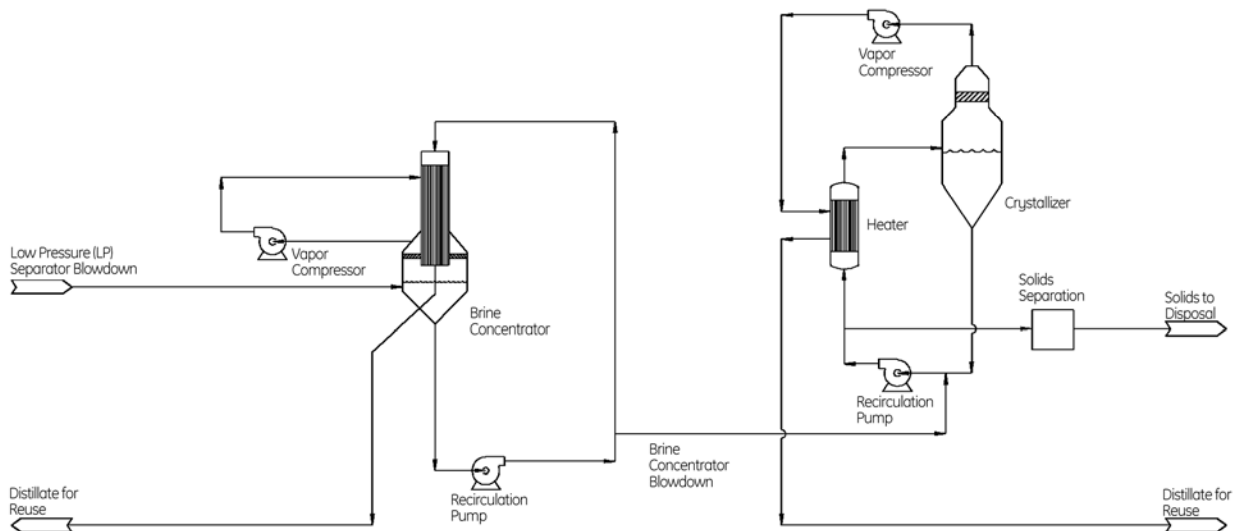 Vapor
Compressor
Crystallizer
Heater
Low Pressure (LP)
Separator Blowdown
Vapor
Compressor
Brine
Concentrator
Solids
Separation
Solids to
Disposal
Recirculation
Pump
Brine
Concentrator
Blowdown
Recirculation
Pump
Distillate for
Reuse
Distillate for
Reuse